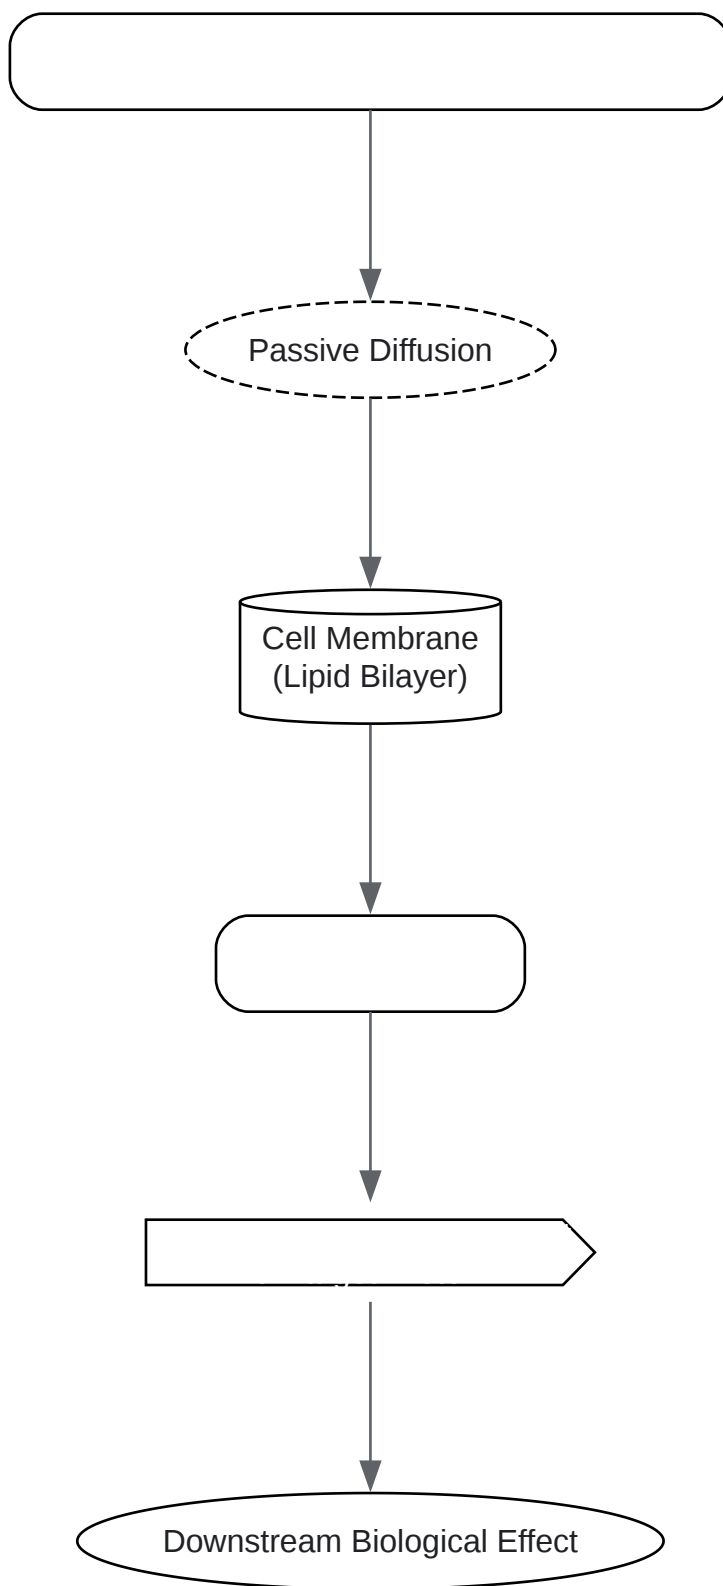 Passive Diffusion
Cell Membrane
(Lipid Bilayer)
Downstream Biological Effect